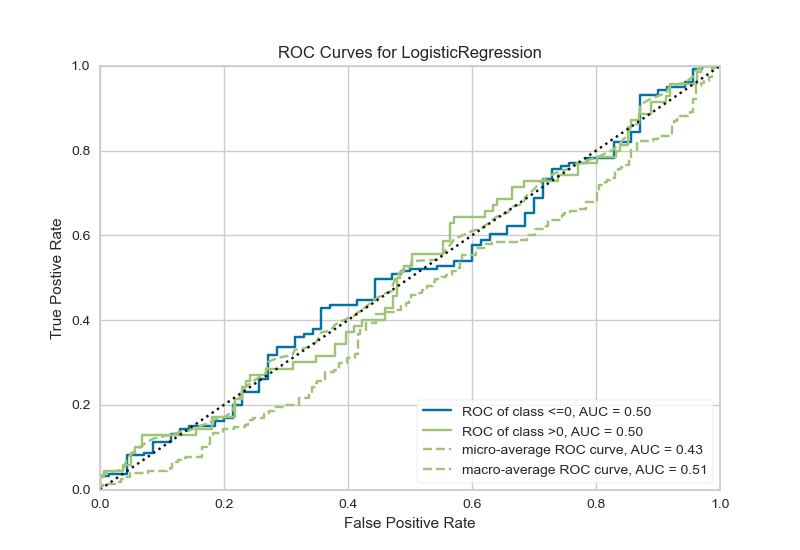 ROC Curves for LogisticRegression
True Positive Rate
1.0
0.8
0.6
0.4
0.2
0.0
ROC of class <=0, AUC = 0.50
ROC of class >0, AUC = 0.50
micro-average ROC curve, AUC = 0.43
macro-average ROC curve, AUC = 0.51
0.0 0.2 0.4 0.6 0.8 1.0
False Positive Rate